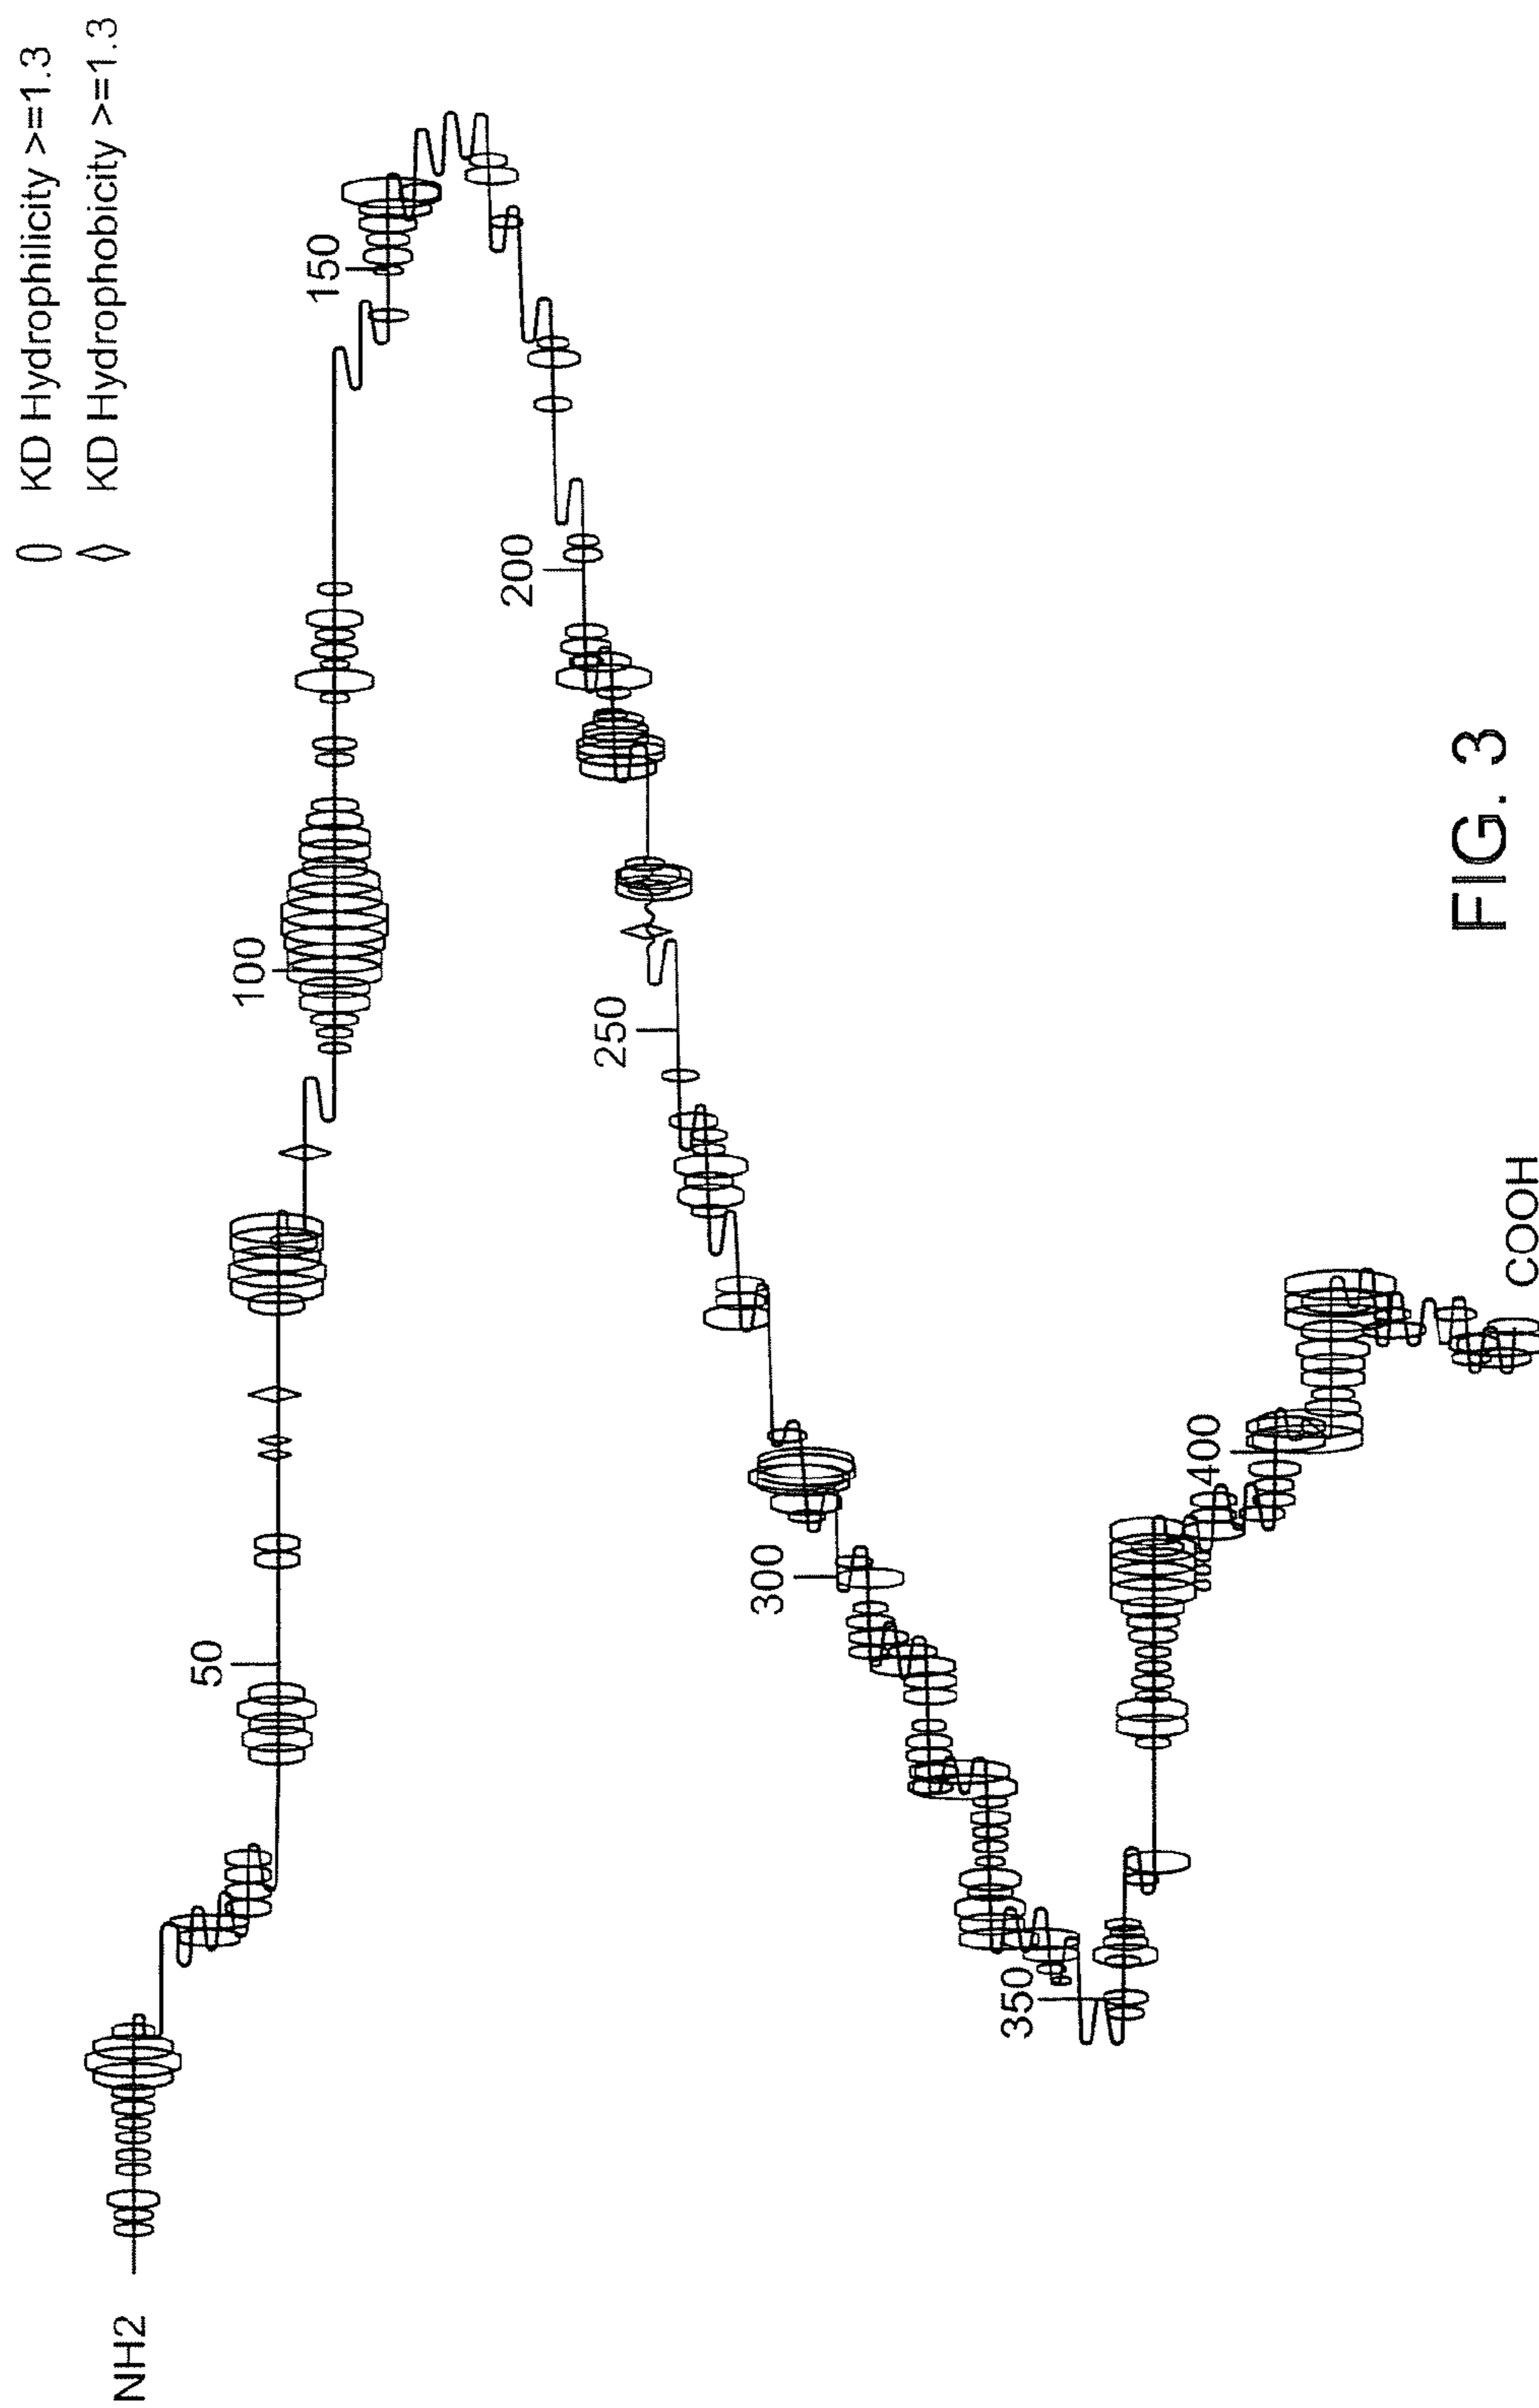 KD Hydrophilicity >=1.3
KD Hydrophobicity >=1.3
NH2
50
100
150
200
250
300
350
400
COOH
FIG. 3